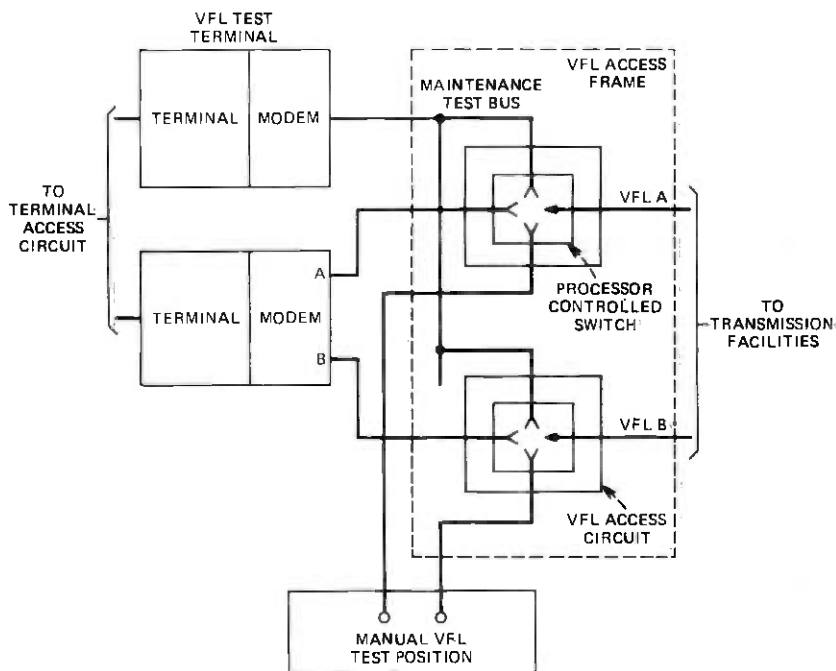 VFL TEST
TERMINAL
VFL ACCESS
FRAME
MAINTENANCE
TEST BUS
TERMINAL
MODEM
TO
TERMINAL
ACCESS
CIRCUIT
VFL A
PROCESSOR
CONTROLLED
SWITCH
A
TERMINAL
MODEM
B
TO
TRANSMISSION
FACILITIES
VFL B
VFL ACCESS
CIRCUIT
MANUAL VFL
TEST POSITION